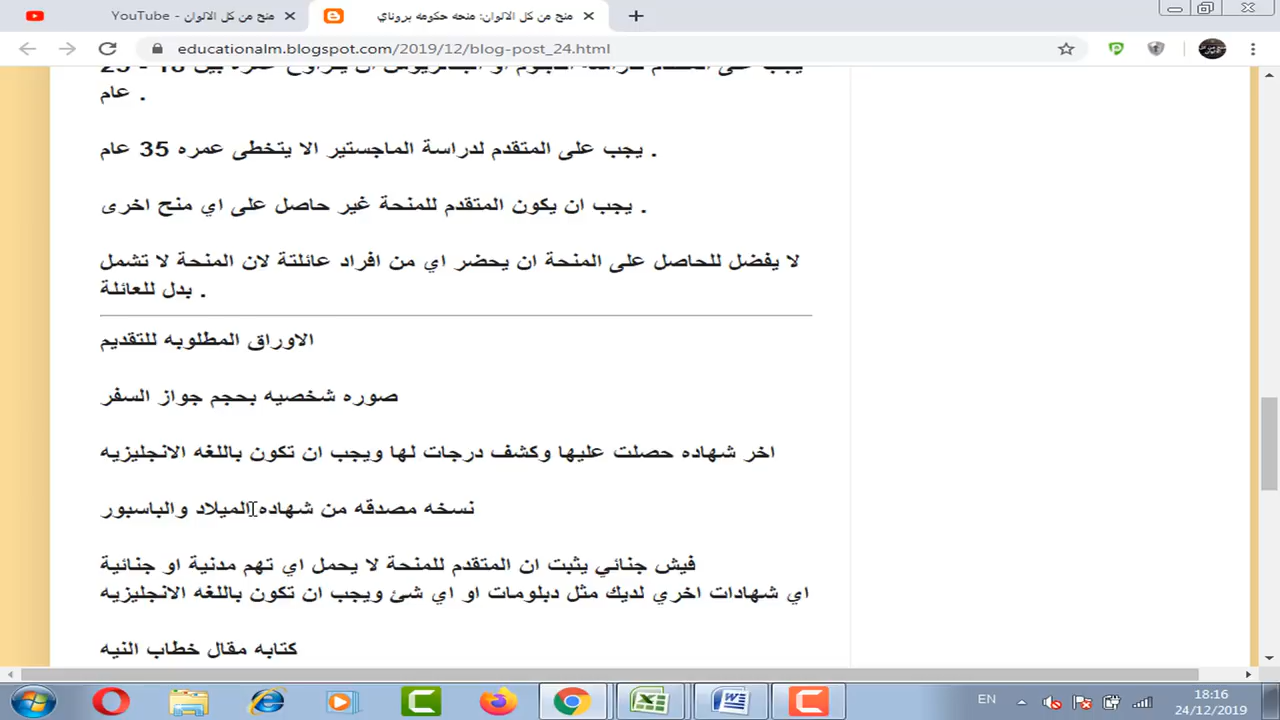 منح من كل الالوان - YouTube
منح من كل الالوان: منحه حكومه بروناي
educationalm.blogspot.com/2019/12/blog-post_24.html
عام .
يجب على المتقدم لدراسة الماجستير الا يتخطى عمره 35 عام .
يجب ان يكون المتقدم للمنحة غير حاصل على اي منح اخرى .
لا يفضل للحاصل على المنحة ان يحضر اي من افراد عائلتة لان المنحة لا تشمل
بدل للعائلة .
الاوراق المطلوبه للتقديم
صوره شخصيه بحجم جواز السفر
اخر شهاده حصلت عليها وكشف درجات لها ويجب ان تكون باللغه الانجليزيه
نسخه مصدقه من شهاده الميلاد والباسبور
فيش جنائي يثبت ان المتقدم للمنحة لا يحمل اي تهم مدنية او جنائية
اي شهادات اخري لديك مثل دبلومات او اي شئ ويجب ان تكون باللغه الانجليزيه
كتابه مقال خطاب النيه
EN
18:16
24/12/2019